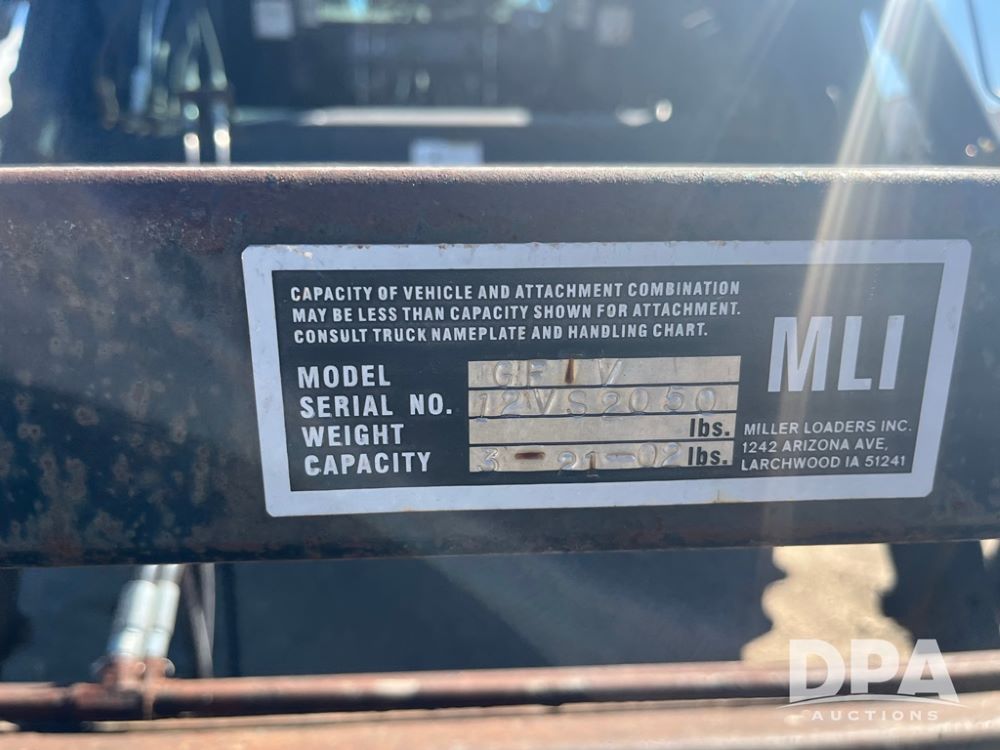 CAPACITY OF VEHICLE AND ATTACHMENT COMBINATION
MAY BE LESS THAN CAPACITY SHOWN FOR ATTACHMENT.
CONSULT TRUCK NAMEPLATE AND HANDLING CHART.
MLI
MODEL GF I V
SERIAL NO. 12VS2050
WEIGHT lbs.
CAPACITY 3-21-02 lbs.
MILLER LOADERS INC.
1242 ARIZONA AVE,
LARCHWOOD IA 51241
DPA
AUCTIONS